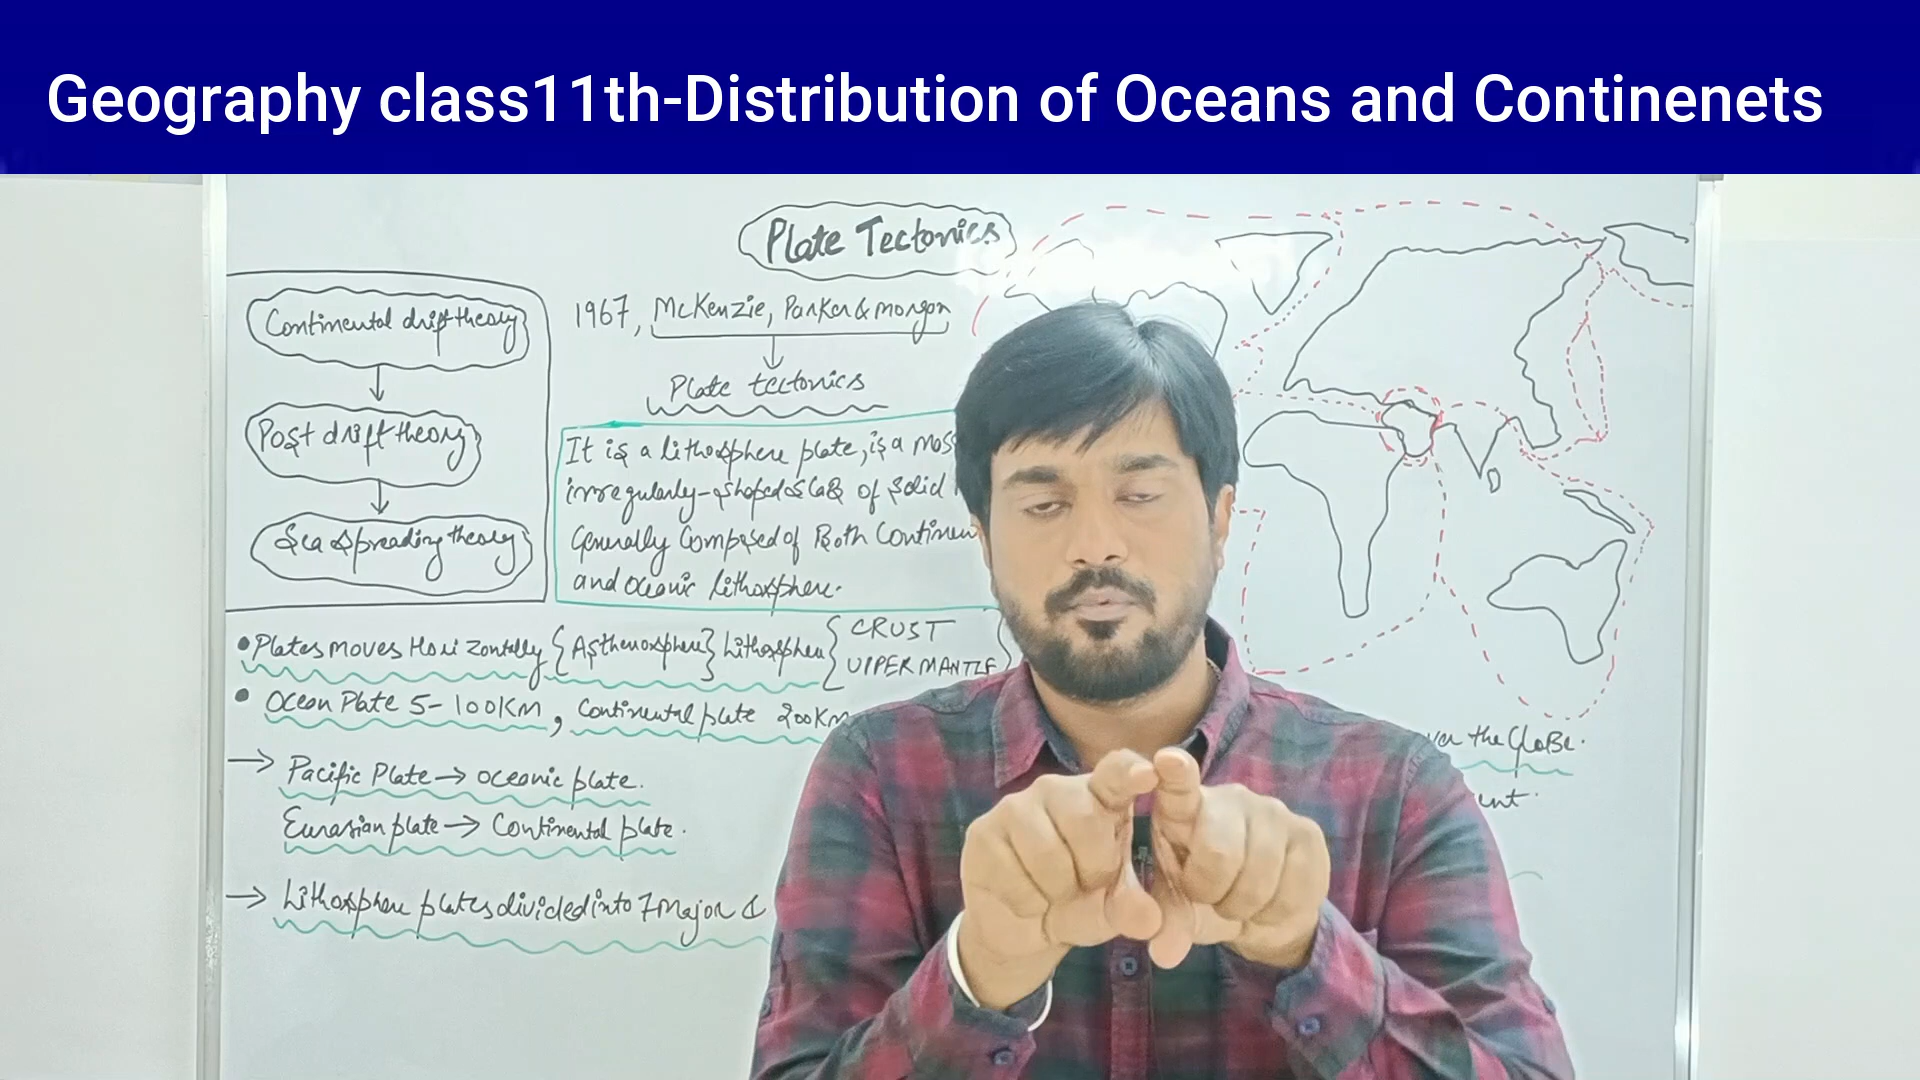 Geography class11th-Distribution of Oceans and Continenets
Plate Tectonics
Continental drift theory
Post drift theory
Sea spreading theory
1967, McKenzie, Parker & morgan
Plate tectonics
It is a lithosphere plate, is a
irregularly-shaped slab of solid
Generally Composed of Both
and oceanic lithosphere.
• Plates moves Horizontally { Asthenosphere } Lithosphere { CRUST
UPPER MANTLE }
• Ocean Plate 5-100KM, Continental plate 200KM
→ Pacific Plate → oceanic plate.
Eurasian plate → Continental plate.
→ Lithosphere plates divided into 7 Major &
the GloBe.